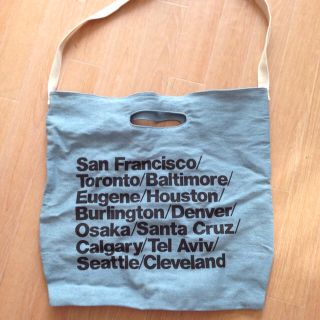 San Francisco/
Toronto/Baltimore/
Eugene/Houston/
Burlington/Denver/
Osaka/Santa Cruz/
Calgary/Tel Aviv/
Seattle/Cleveland